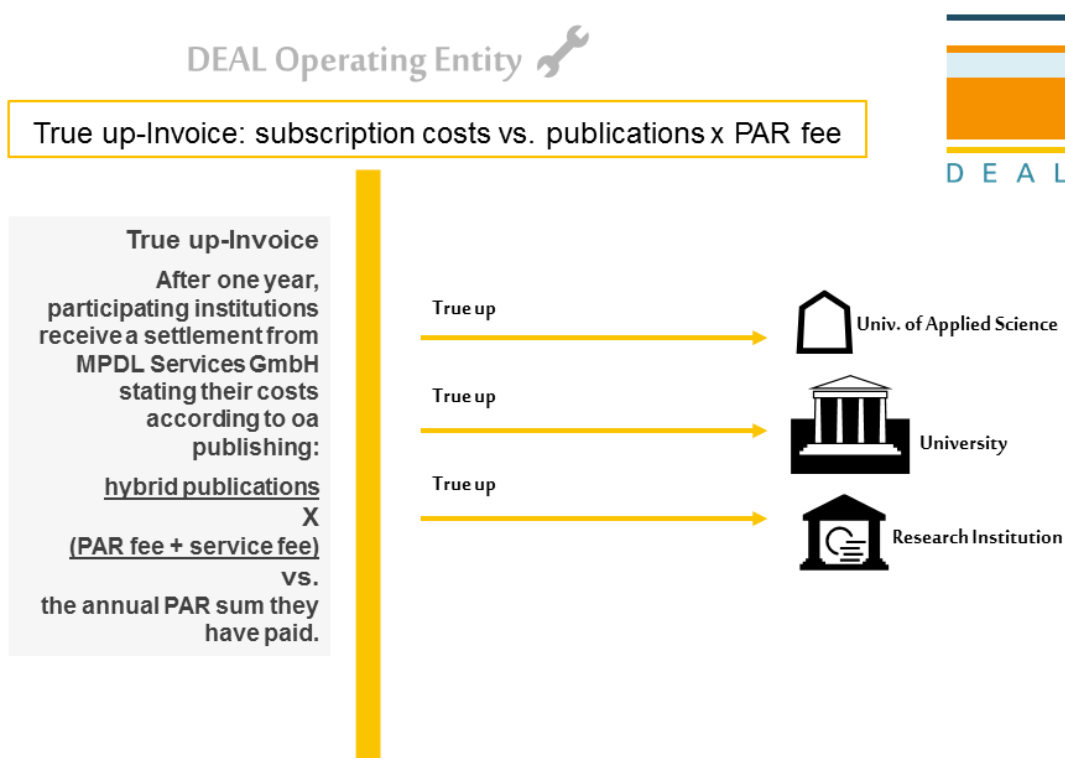 DEAL Operating Entity
True up-Invoice: subscription costs vs. publications x PAR fee
D E A L
True up-Invoice
After one year,
participating institutions
receive a settlement from
MPDL Services GmbH
stating their costs
according to oa
publishing:
hybrid publications
X
(PAR fee + service fee)
vs.
the annual PAR sum they
have paid.
True up
Univ. of Applied Science
True up
University
True up
Research Institution